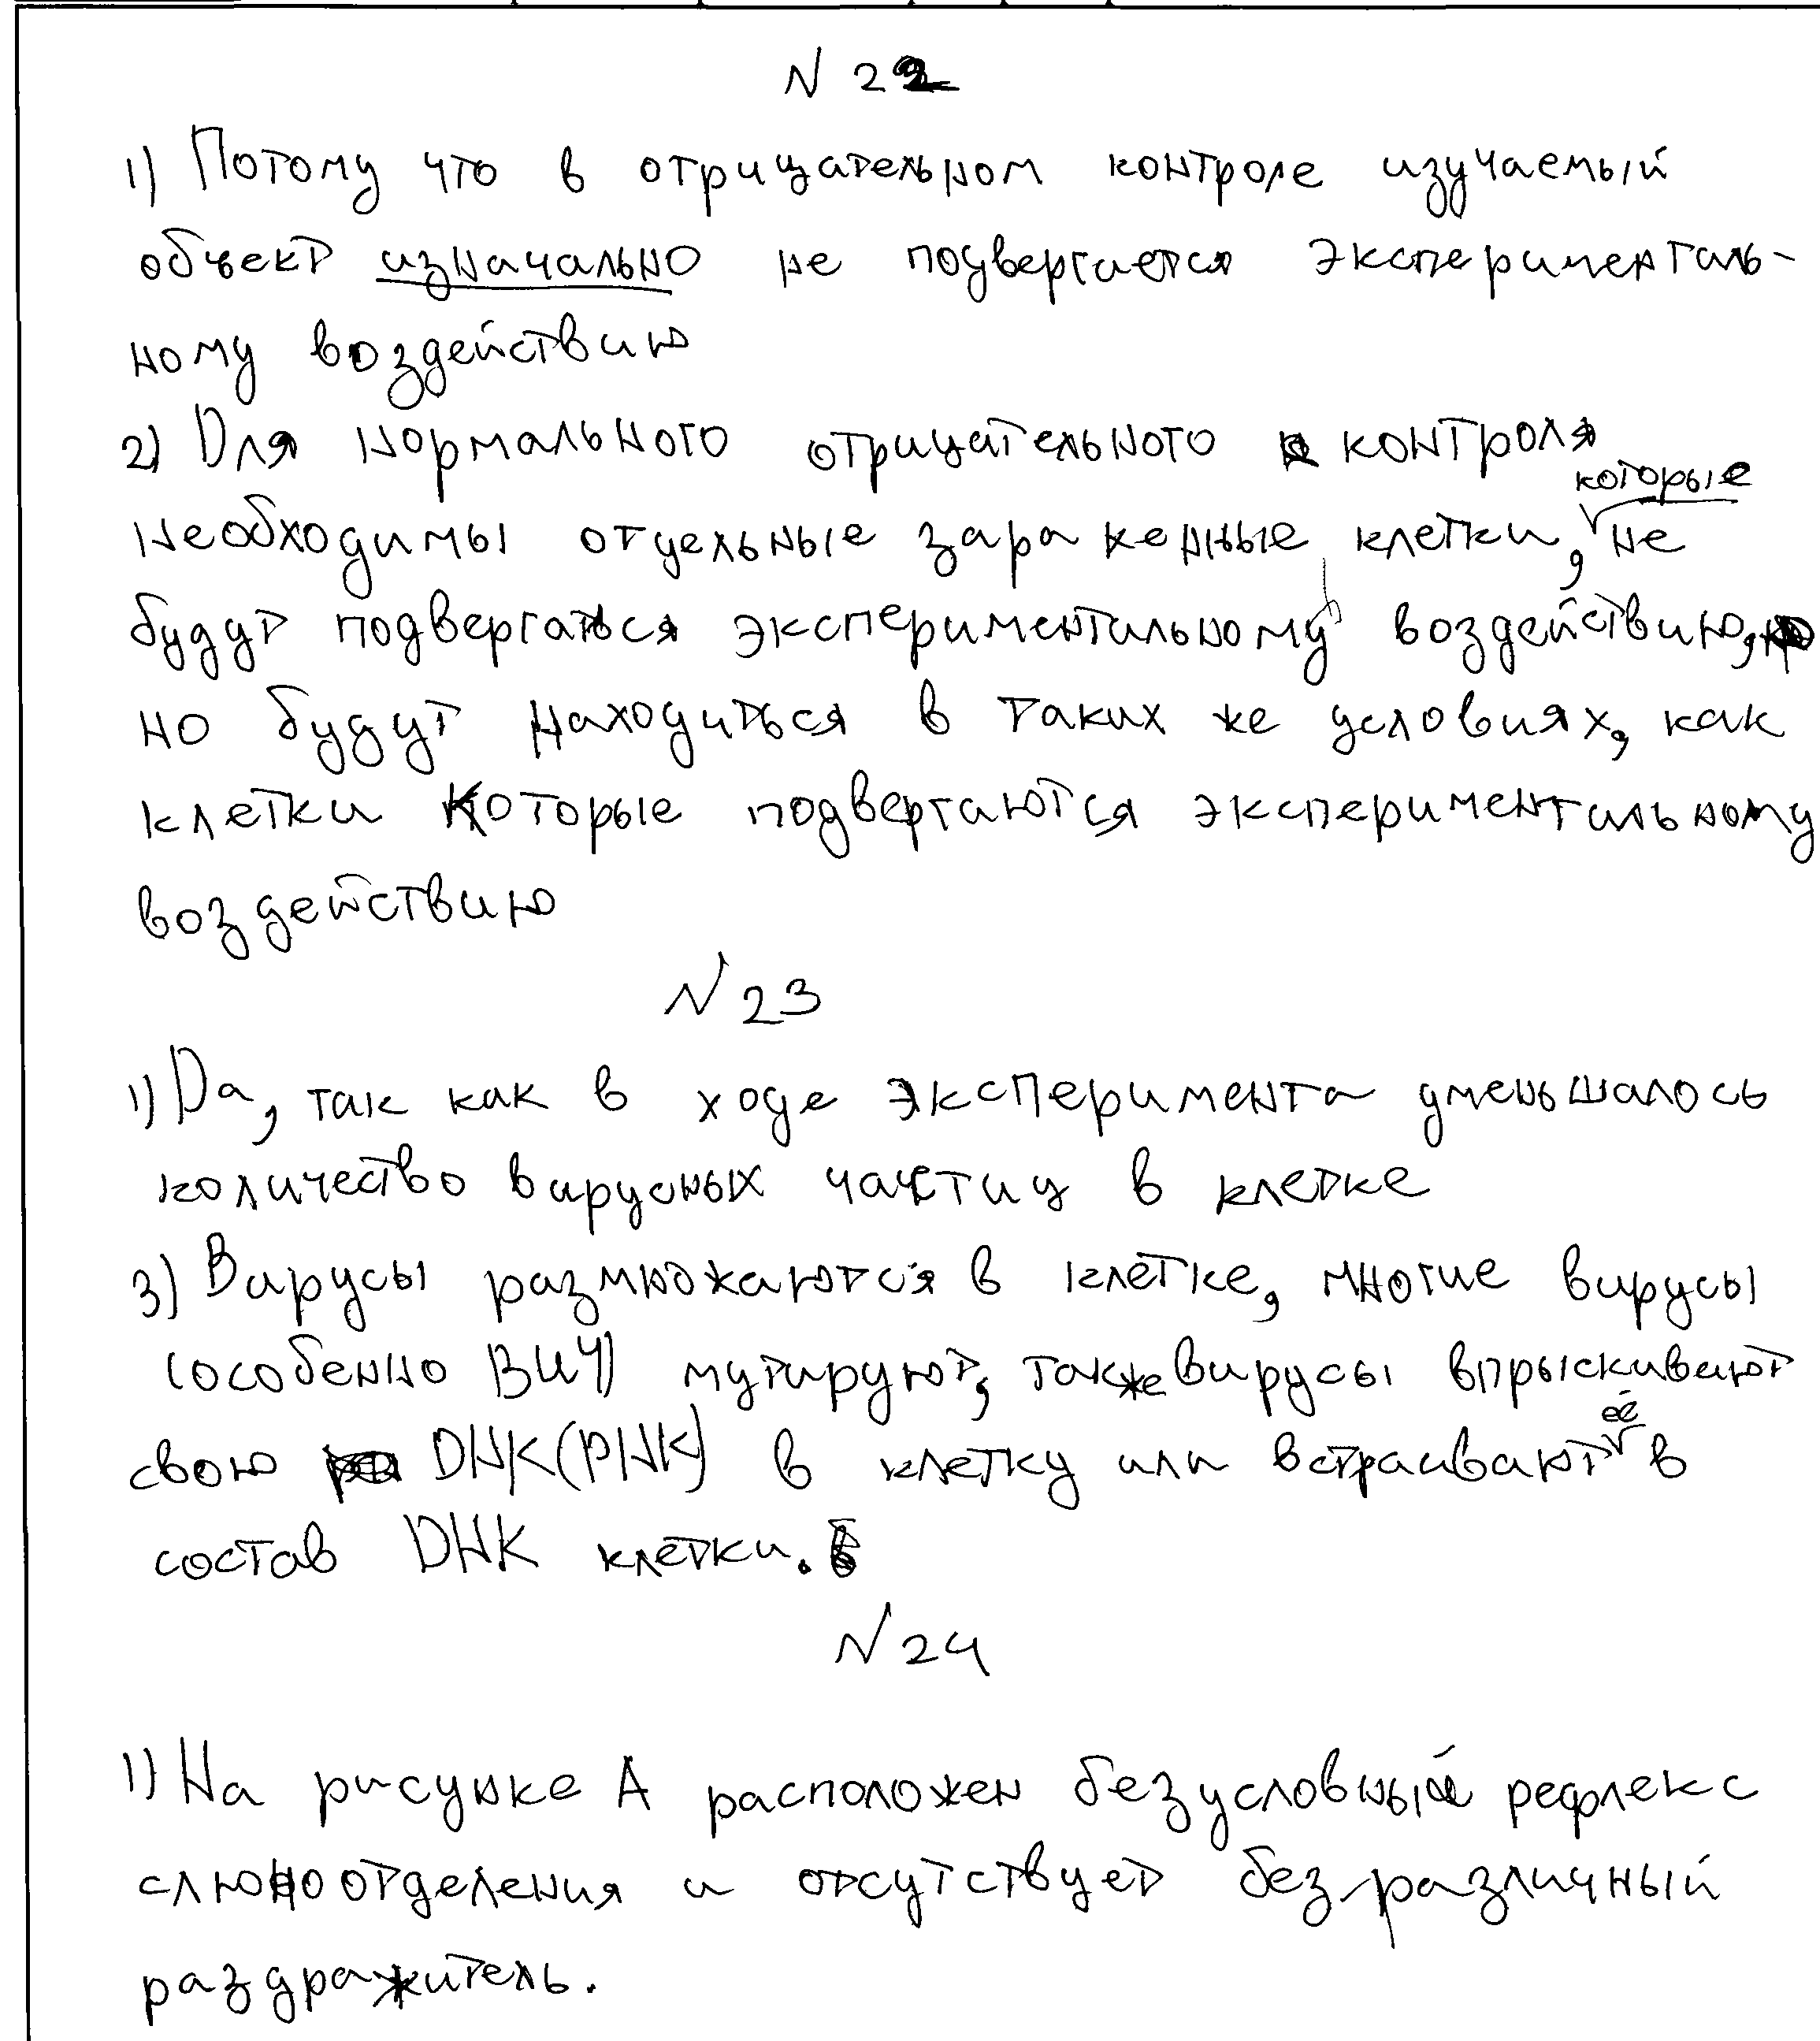 N 22
1) Потому что в отрицательном контроле изучаемый
объект изначально не подвергается эксперименталь-
ному воздействию
2) Для нормального отрицательного контроля
необходимы отдельные зараженные клетки, которые не
будут подвергаться экспериментальному воздействию,
но будут находиться в таких же условиях, как
клетки которые подвергаются экспериментальному
воздействию
N 23
1) Да, так как в ходе эксперимента уменьшалось
количество вирусных частиц в клетке
3) Вирусы размножаются в клетке, многие вирусы
(особенно ВИЧ) мутируют, также вирусы впрыскивают
свою ДНК(РНК) в клетку или встраивают её в
состав ДНК клетки.
N 24
1) На рисунке А расположен безусловный рефлекс
слюноотделения и отсутствует безразличный
раздражитель.